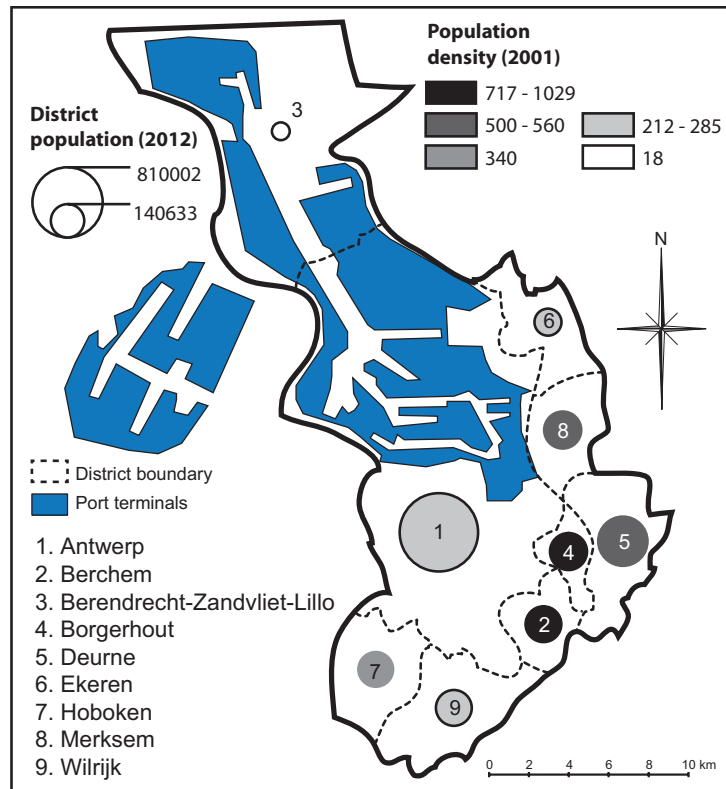 Population
density (2001)
717 - 1029
500 - 560
212 - 285
340
18
3
District
population (2012)
810002
140633
N
6
8
1
4
5
2
7
9
District boundary
Port terminals
1. Antwerp
2. Berchem
3. Berendrecht-Zandvliet-Lillo
4. Borgerhout
5. Deurne
6. Ekeren
7. Hoboken
8. Merksem
9. Wilrijk
0 2 4 6 8 10 km